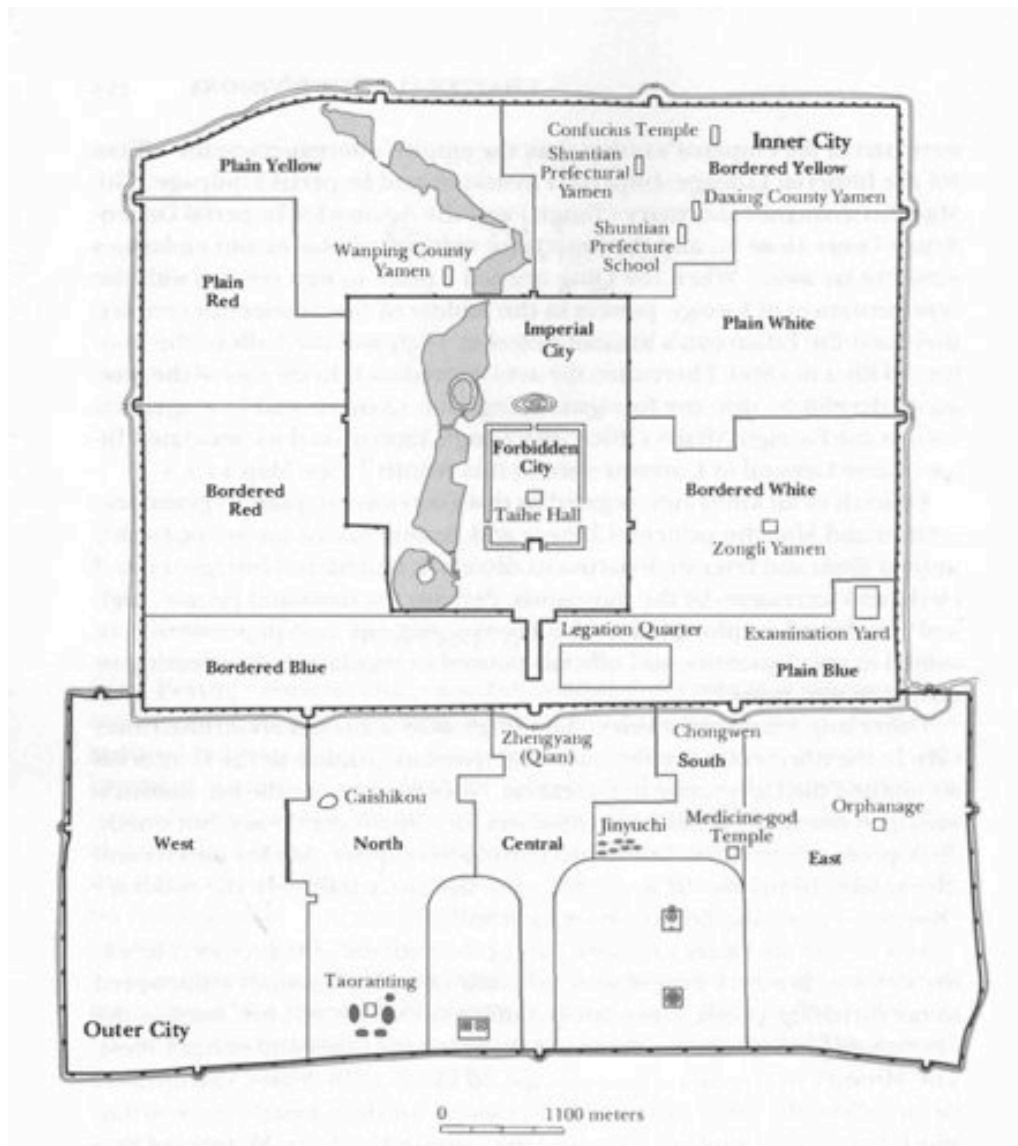 Confucius Temple
Inner City
Plain Yellow
Shuntian
Prefectural
Yamen
Bordered Yellow
Daxing County Yamen
Shuntian
Prefecture
School
Wanping County
Yamen
Plain
Red
Imperial
City
Plain White
Forbidden
City
Bordered
Red
Bordered White
Taihe Hall
Zongli Yamen
Legation Quarter
Examination Yard
Bordered Blue
Plain Blue
Zhengyang
(Qian)
Chongwen
South
Caishikou
Orphanage
Medicine-god
Temple
Jinyuchi
West
North
Central
East
Taoranting
Outer City
0
1100 meters